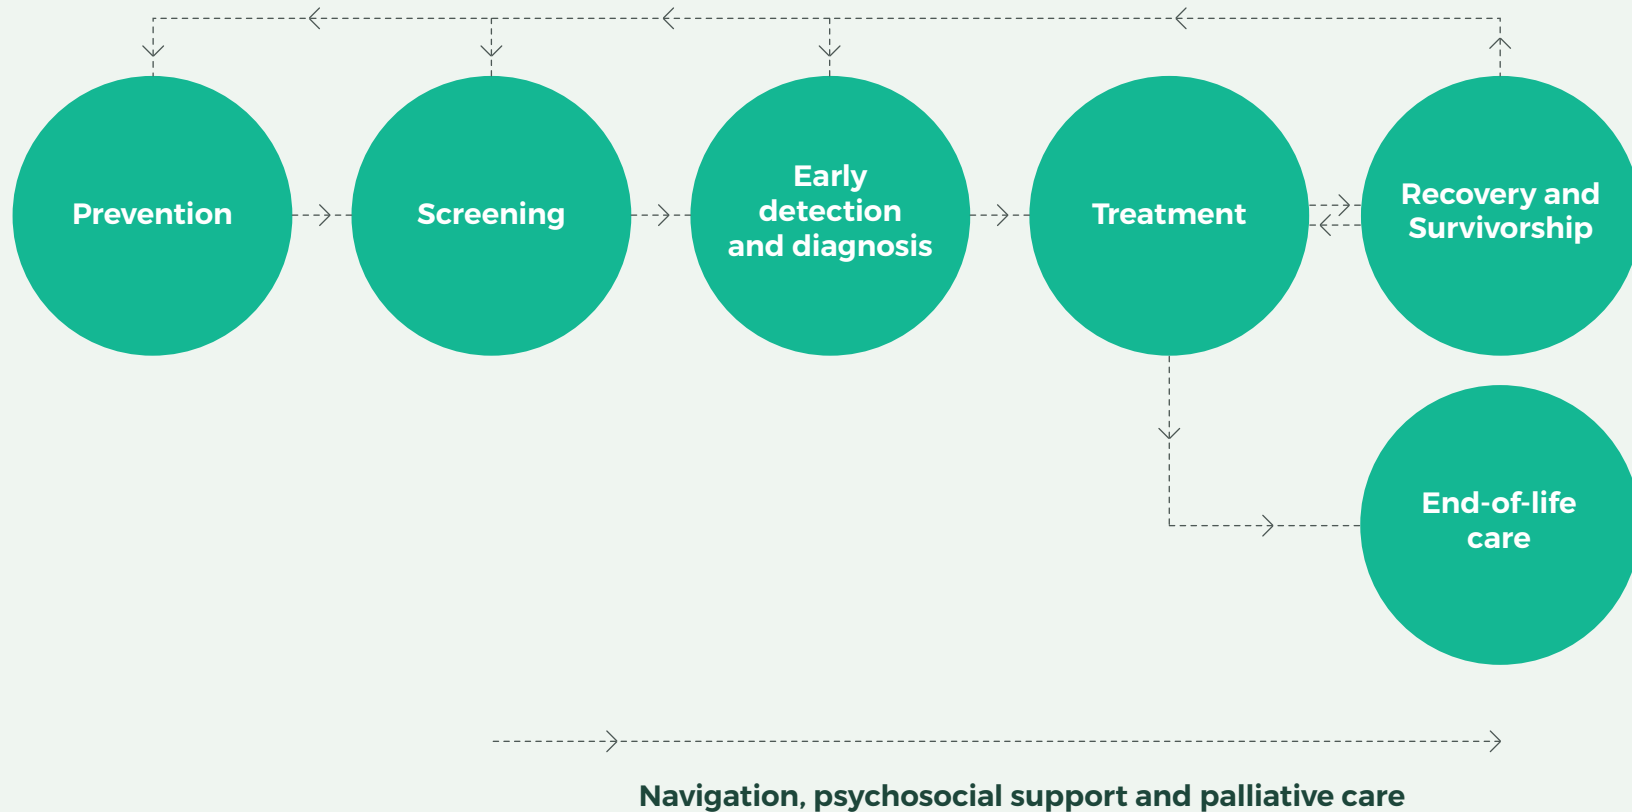 Prevention
Screening
Early
detection
and diagnosis
Treatment
Recovery and
Survivorship
End-of-life
care
Navigation, psychosocial support and palliative care